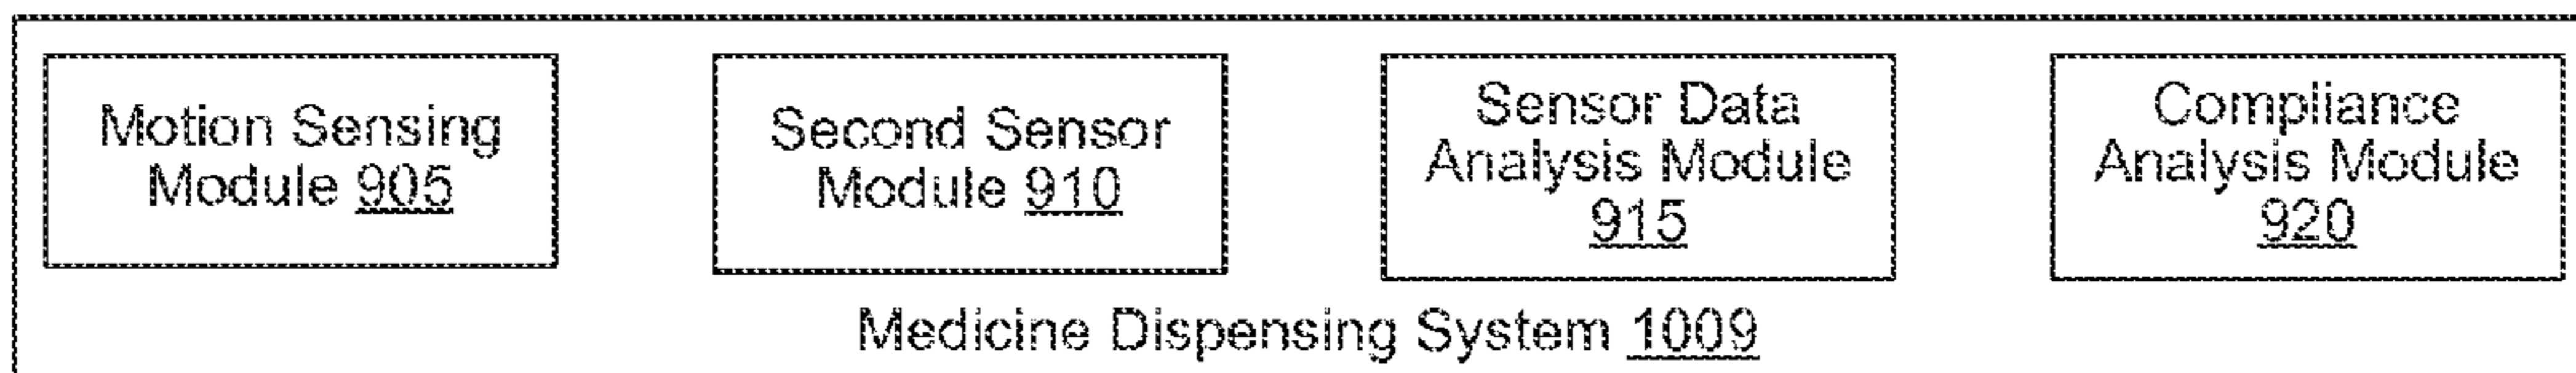 Motion Sensing
Module 905
Second Sensor
Module 910
Sensor Data
Analysis Module
915
Compliance
Analysis Module
920
Medicine Dispensing System 1009